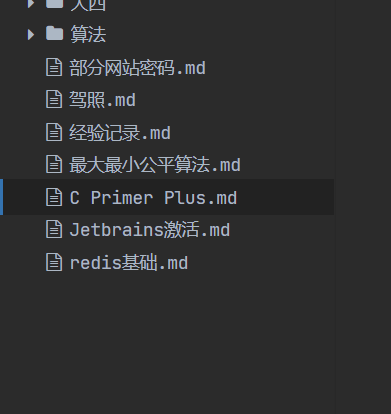 大四
算法
部分网站密码.md
驾照.md
经验记录.md
最大最小公平算法.md
C Primer Plus.md
Jetbrains激活.md
redis基础.md